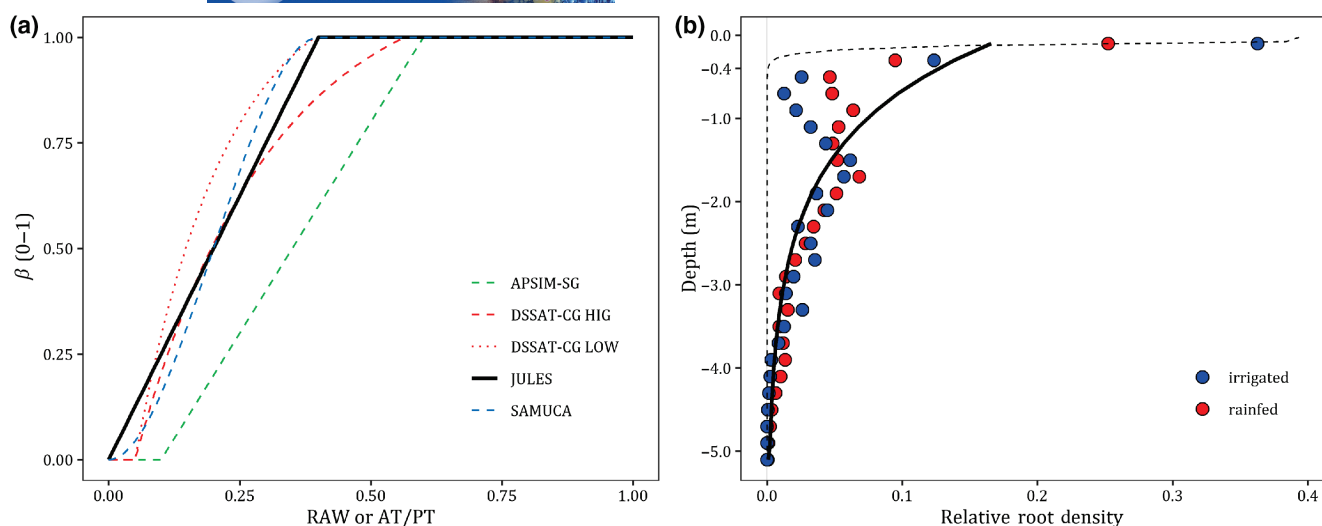 (a)
1.00
0.75
0.50
0.25
0.00
β (0−1)
0.00 0.25 0.50 0.75 1.00
RAW or AT/PT
APSIM-SG
DSSAT-CG HIG
DSSAT-CG LOW
JULES
SAMUCA
(b)
0.0
−0.4
−1.0
−2.0
−3.0
−4.0
−5.0
Depth (m)
0.0 0.1 0.2 0.3 0.4
Relative root density
irrigated
rainfed